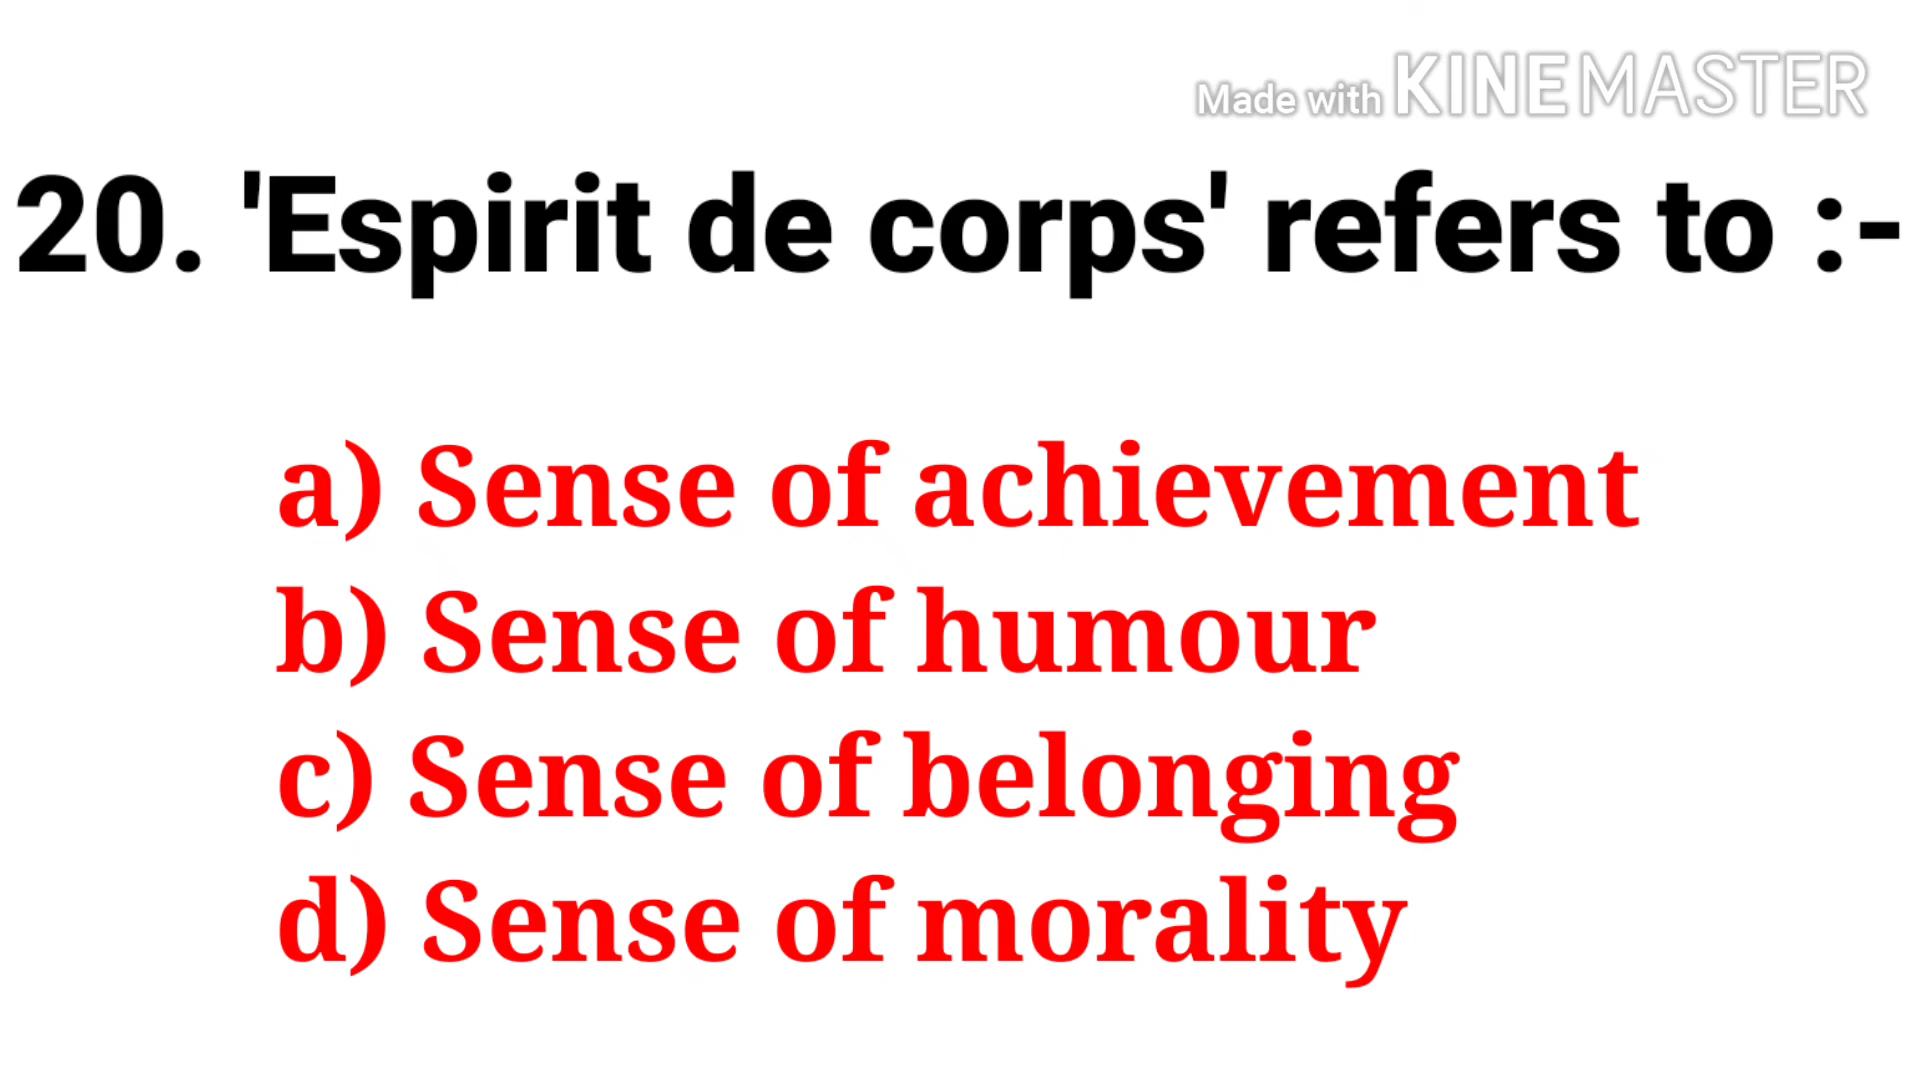 Made with KINEMASTER
20. 'Espirit de corps' refers to :-
a) Sense of achievement
b) Sense of humour
c) Sense of belonging
d) Sense of morality